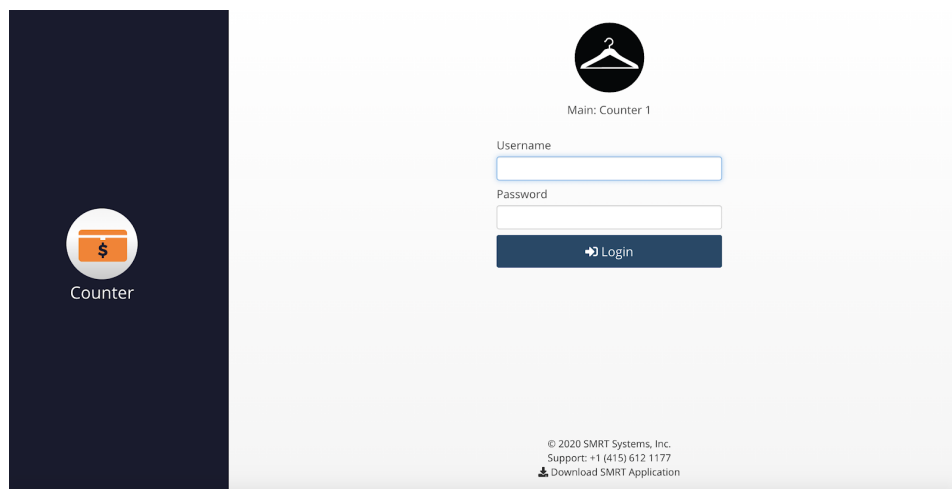 $
Counter
Main: Counter 1
Username
Password
Login
© 2020 SMRT Systems, Inc.
Support: +1 (415) 612 1177
Download SMRT Application